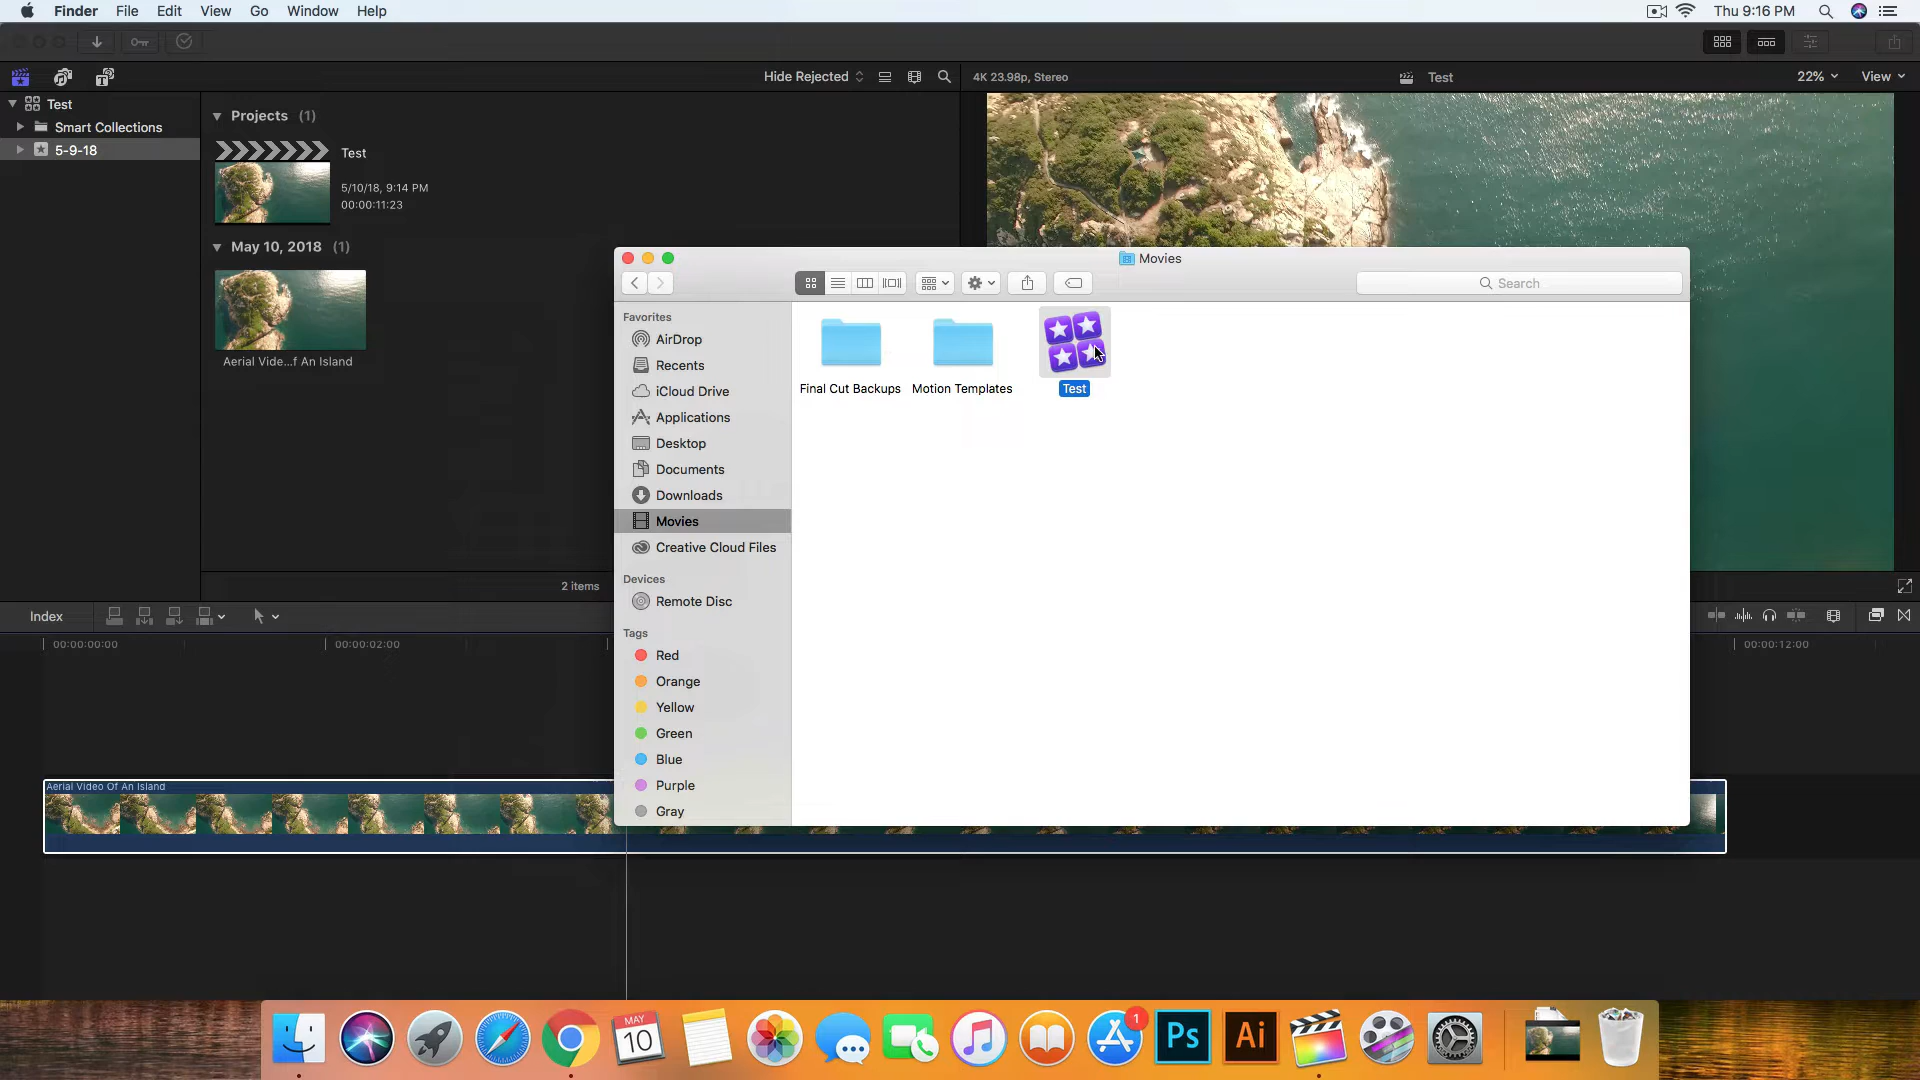 Finder File Edit View Go Window Help
Thu 9:16 PM
Hide Rejected
4K 23.98p, Stereo
Test
22%
View
Test
Smart Collections
5-9-18
Projects (1)
Test
5/10/18, 9:14 PM
00:00:11:23
May 10, 2018 (1)
Aerial Vide...f An Island
2 items
Movies
Search
Favorites
AirDrop
Recents
iCloud Drive
Applications
Desktop
Documents
Downloads
Movies
Creative Cloud Files
Devices
Remote Disc
Tags
Red
Orange
Yellow
Green
Blue
Purple
Gray
Final Cut Backups
Motion Templates
Test
Index
00:00:00:00
00:00:02:00
00:00:12:00
Aerial Video Of An Island
MAY
10
1
Ps
Ai